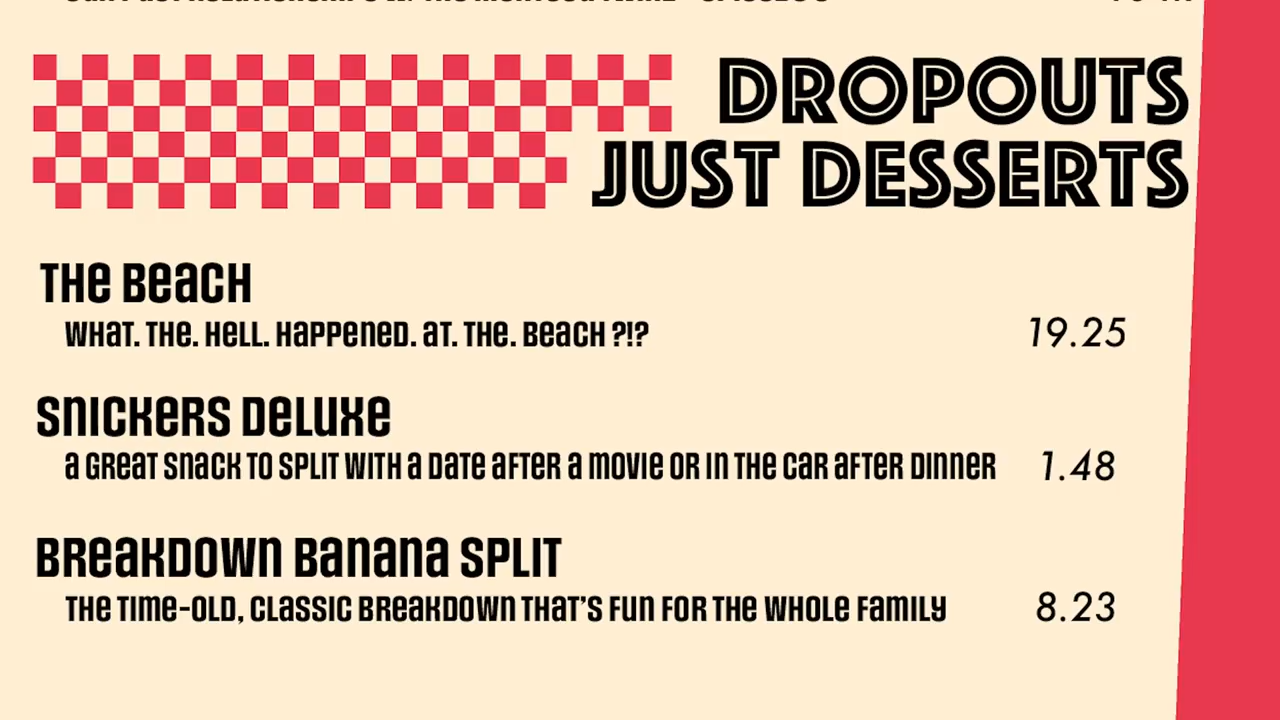 DROPOUTS
JUST DESSERTS
THE BEACH
WHAT. THE. HELL. HAPPENED. AT. THE. BEACH ?!? 19.25
SNICKERS DELUXE
A GREAT SNACK TO SPLIT WITH A DATE AFTER A MOVIE OR IN THE CAR AFTER DINNER 1.48
BREAKDOWN BANANA SPLIT
THE TIME-OLD, CLASSIC BREAKDOWN THAT'S FUN FOR THE WHOLE FAMILY 8.23